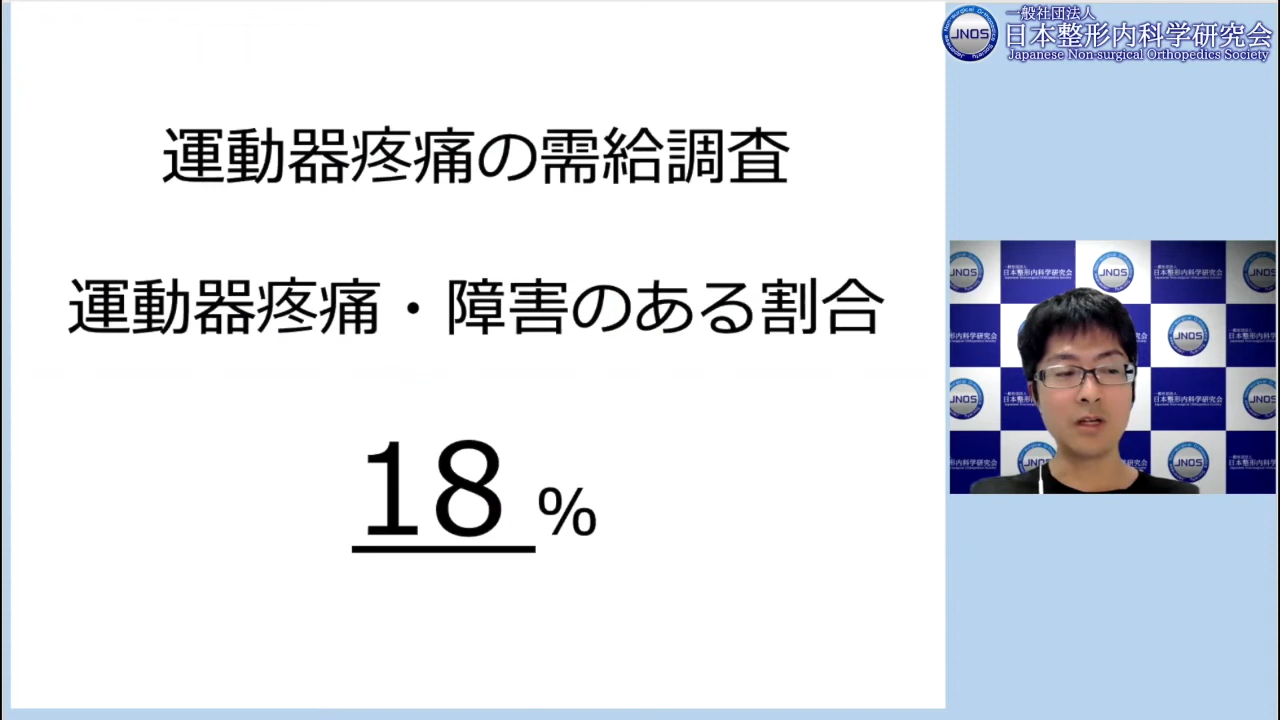 運動器疼痛の需給調査
運動器疼痛・障害のある割合
18 %
JNOS
一般社団法人
日本整形内科学研究会
Japanese Non-surgical Orthopedics Society